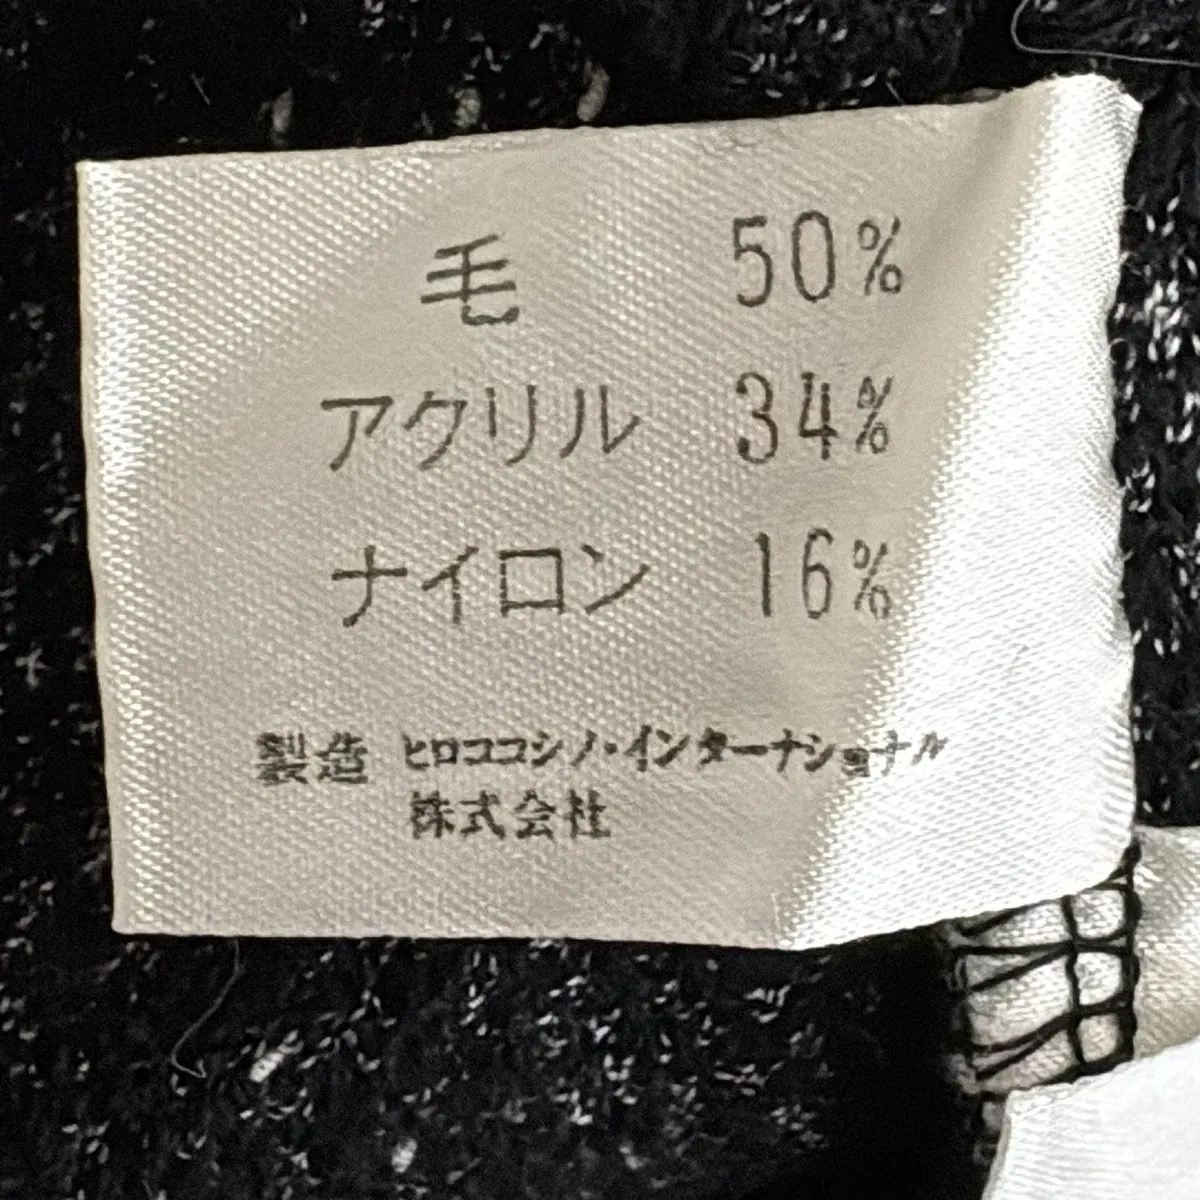 毛 50%
アクリル 34%
ナイロン 16%
製造 ヒロココシノ・インターナショナル
株式会社